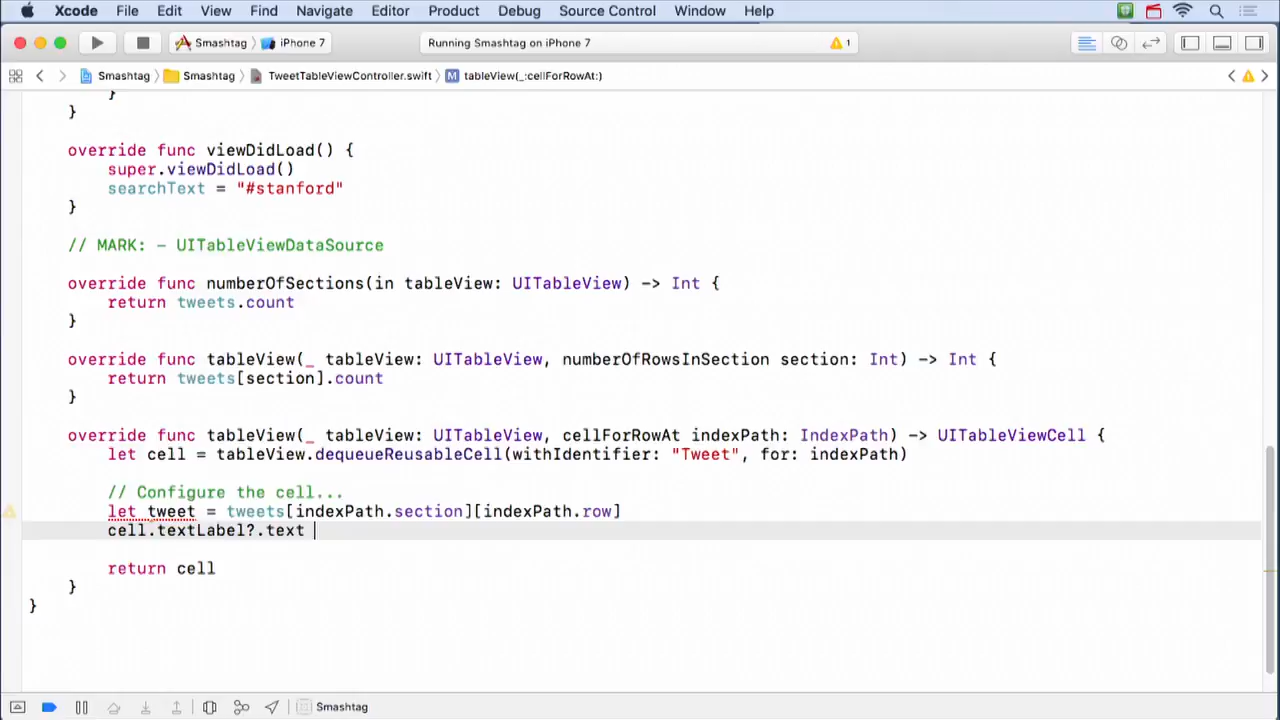 Xcode File Edit View Find Navigate Editor Product Debug Source Control Window Help
Smashtag iPhone 7 Running Smashtag on iPhone 7 1
Smashtag Smashtag TweetTableViewController.swift M tableView(_:cellForRowAt:)
}
}
override func viewDidLoad() {
super.viewDidLoad()
searchText = "#stanford"
}
// MARK: - UITableViewDataSource
override func numberOfSections(in tableView: UITableView) -> Int {
return tweets.count
}
override func tableView(_ tableView: UITableView, numberOfRowsInSection section: Int) -> Int {
return tweets[section].count
}
override func tableView(_ tableView: UITableView, cellForRowAt indexPath: IndexPath) -> UITableViewCell {
let cell = tableView.dequeueReusableCell(withIdentifier: "Tweet", for: indexPath)
// Configure the cell...
let tweet = tweets[indexPath.section][indexPath.row]
cell.textLabel?.text
return cell
}
}
Smashtag